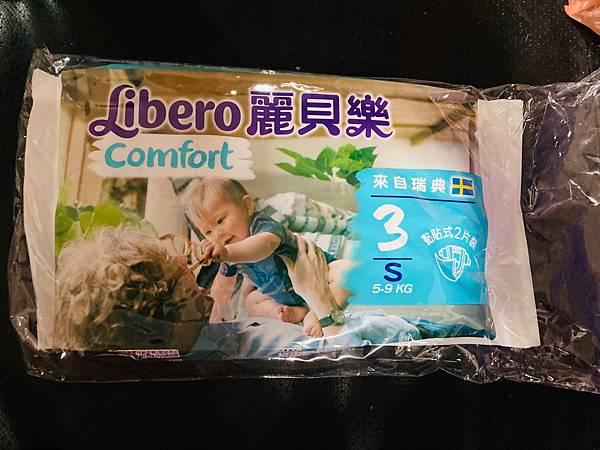 Libero 麗貝樂
Comfort
來自瑞典
3
S
5-9 KG
黏貼式2片裝